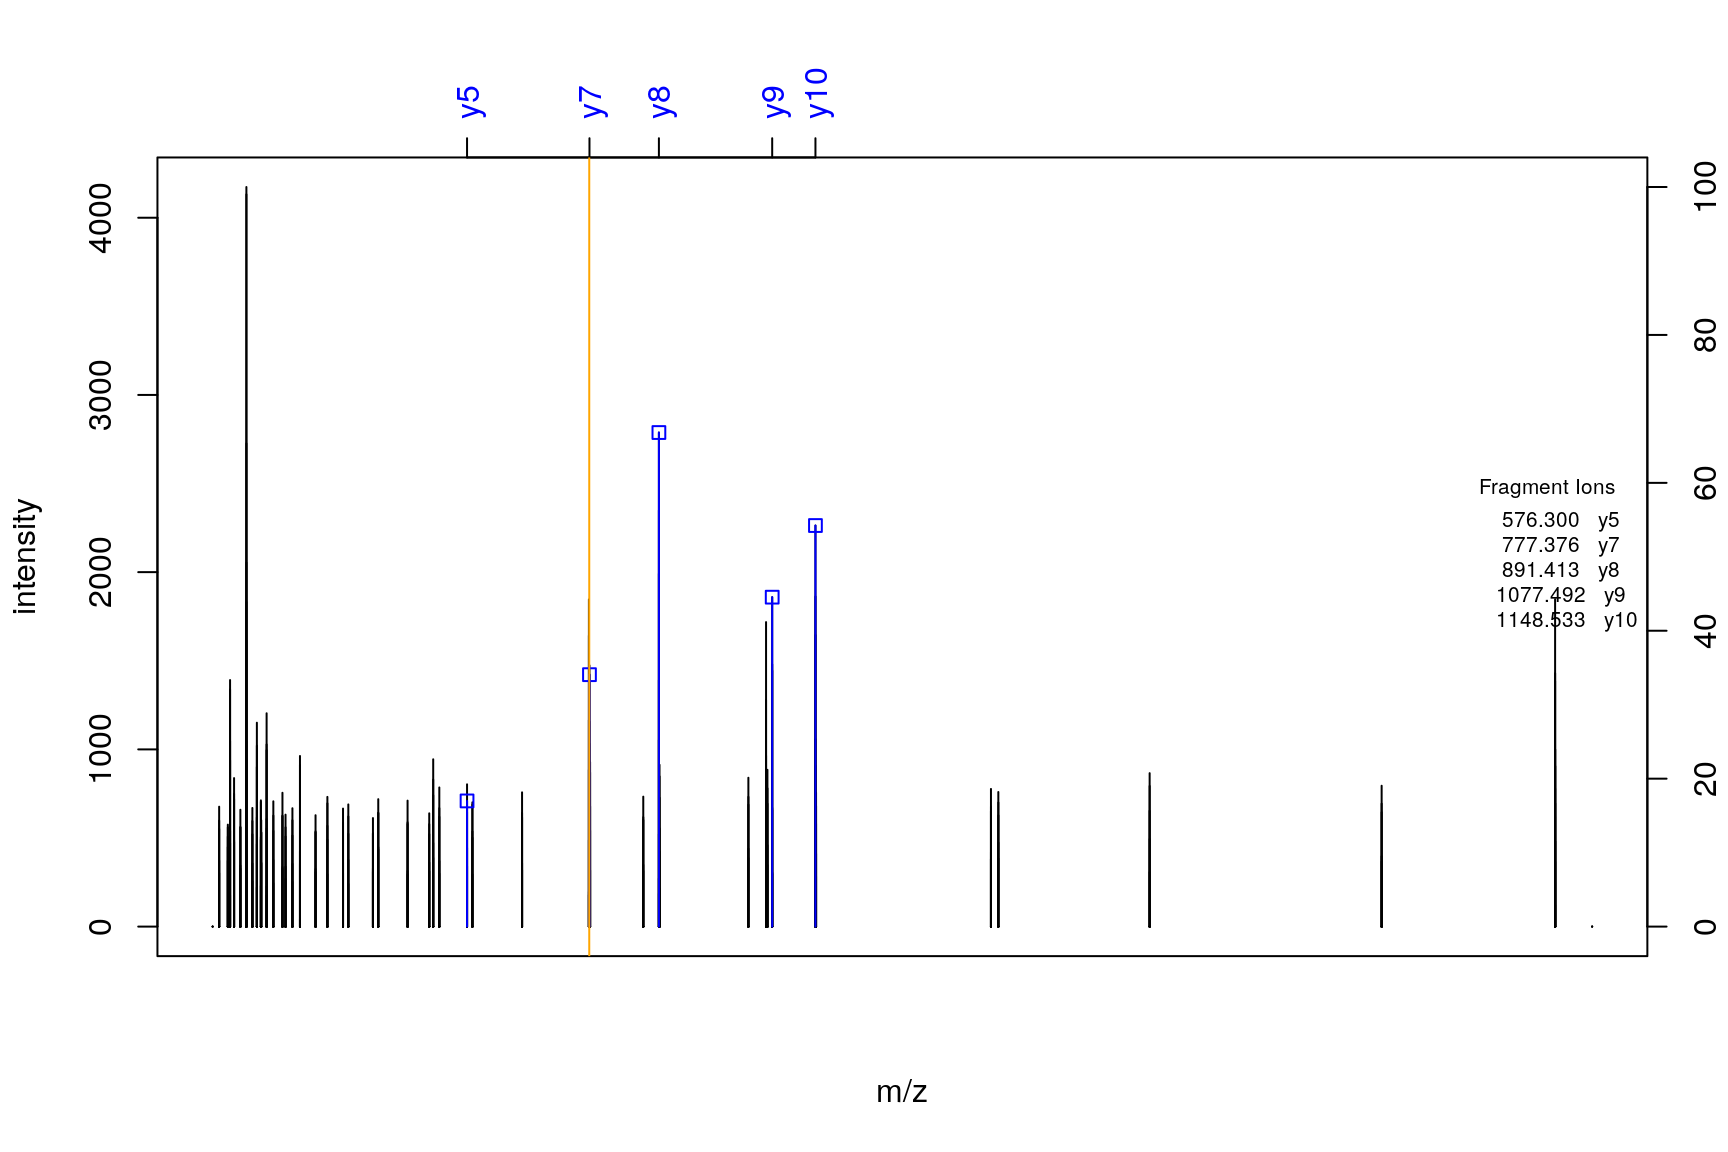 y5 y7 y8 y9 y10
4000
3000
2000
1000
0
intensity
100
80
60
40
20
0
Fragment Ions
576.300 y5
777.376 y7
891.413 y8
1077.492 y9
1148.533 y10
m/z